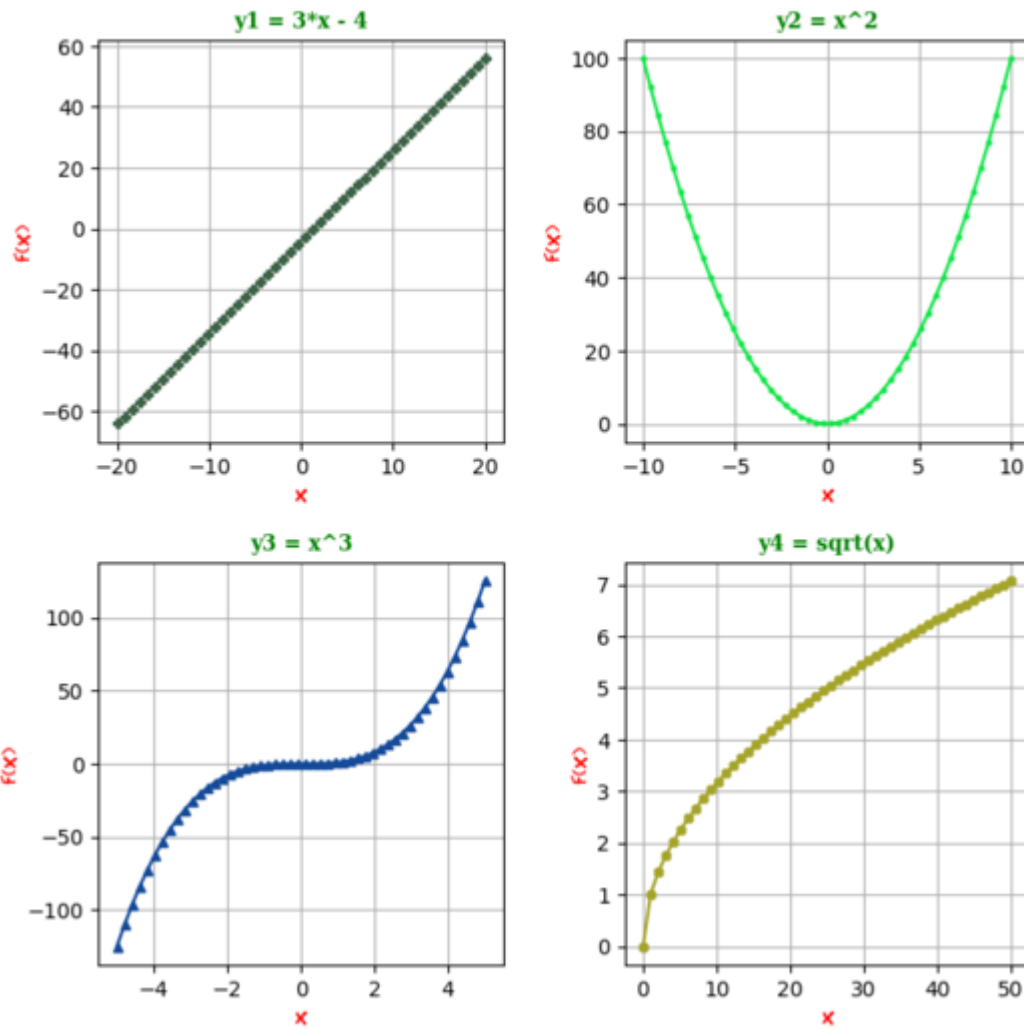 y1 = 3*x - 4
60
40
20
0
−20
−40
−60
f(x)
−20 −10 0 10 20
x
y2 = x^2
100
80
60
40
20
0
f(x)
−10 −5 0 5 10
x
y3 = x^3
100
50
0
−50
−100
f(x)
−4 −2 0 2 4
x
y4 = sqrt(x)
7
6
5
4
3
2
1
0
f(x)
0 10 20 30 40 50
x